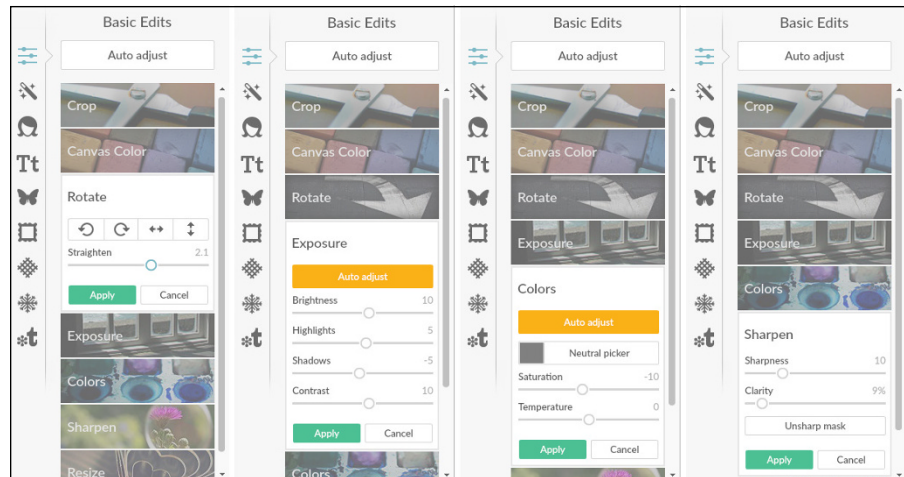 Basic Edits
Auto adjust
Crop
Canvas Color
Tt
Rotate
Straighten 2.1
Apply Cancel
Exposure
t
Colors
Sharpen
Resize
Basic Edits
Auto adjust
Crop
Canvas Color
Tt
Rotate
Exposure
Auto adjust
Brightness 10
Highlights 5
t
Shadows -5
Contrast 10
Apply Cancel
Colors
Basic Edits
Auto adjust
Crop
Canvas Color
Tt
Rotate
Exposure
Colors
Auto adjust
t
Neutral picker
Saturation -10
Temperature 0
Apply Cancel
Basic Edits
Auto adjust
Crop
Canvas Color
Tt
Rotate
Exposure
Colors
Sharpen
t
Sharpness 10
Clarity 9%
Unsharp mask
Apply Cancel